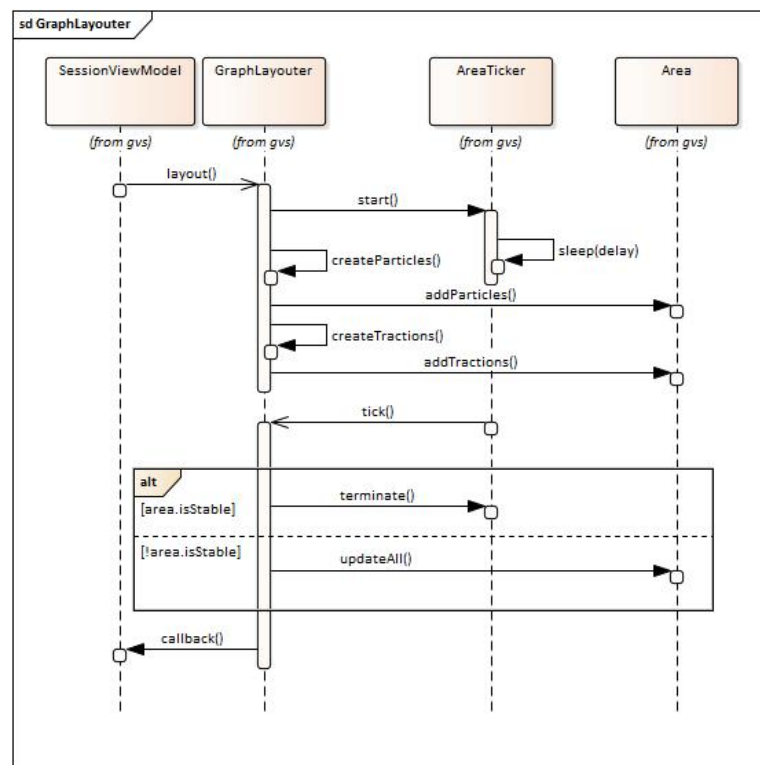 sd GraphLayouter
SessionViewModel GraphLayouter AreaTicker Area
(from gvs) (from gvs) (from gvs) (from gvs)
layout()
start()
sleep(delay)
createParticles()
addParticles()
createTractions()
addTractions()
tick()
alt
terminate()
[area.isStable]
[!area.isStable]
updateAll()
callback()